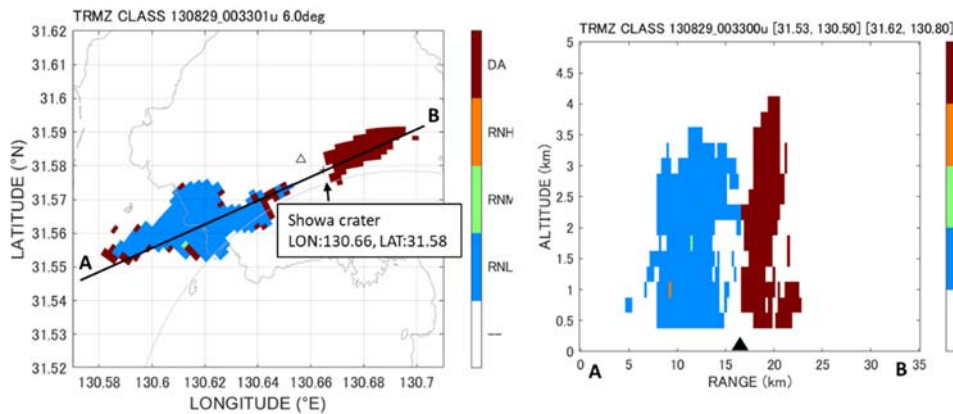 TRMZ CLASS 130829_003301u 6.0deg
31.62
31.61
31.6
31.59
31.58
31.57
31.56
31.55
31.54
31.53
31.52
LATITUDE (°N)
130.58
130.6
130.62
130.64
130.66
130.68
130.7
LONGITUDE (°E)
A
B
Showa crater
LON:130.66, LAT:31.58
DA
RNH
RNM
RNL
---
TRMZ CLASS 130829_003300u [31.53, 130.50] [31.62, 130.80]
5
4.5
4
3.5
3
2.5
2
1.5
1
0.5
0
ALTITUDE (km)
0
5
10
15
20
25
30
35
A
B
RANGE (km)